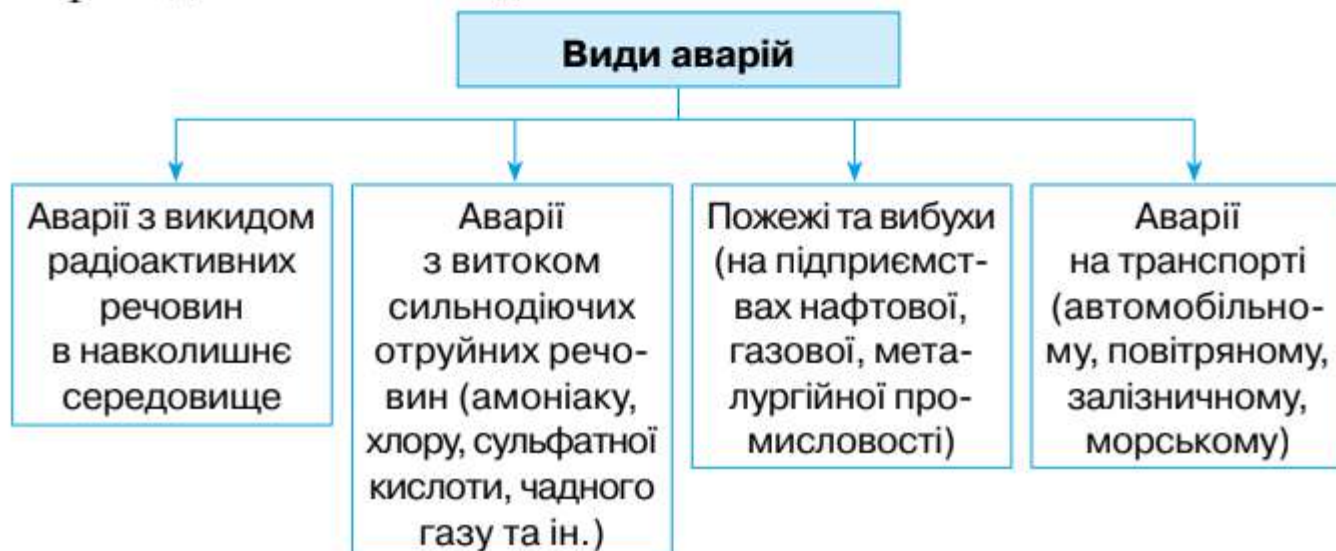 Види аварій
Аварії з викидом
радіоактивних
речовин
в навколишнє
середовище
Аварії
з витоком
сильнодіючих
отруйних речо-
вин (амоніаку,
хлору, сульфатної
кислоти, чадного
газу та ін.)
Пожежі та вибухи
(на підприємст-
вах нафтової,
газової, мета-
лургійної про-
мисловості)
Аварії
на транспорті
(автомобільно-
му, повітряному,
залізничному,
морському)